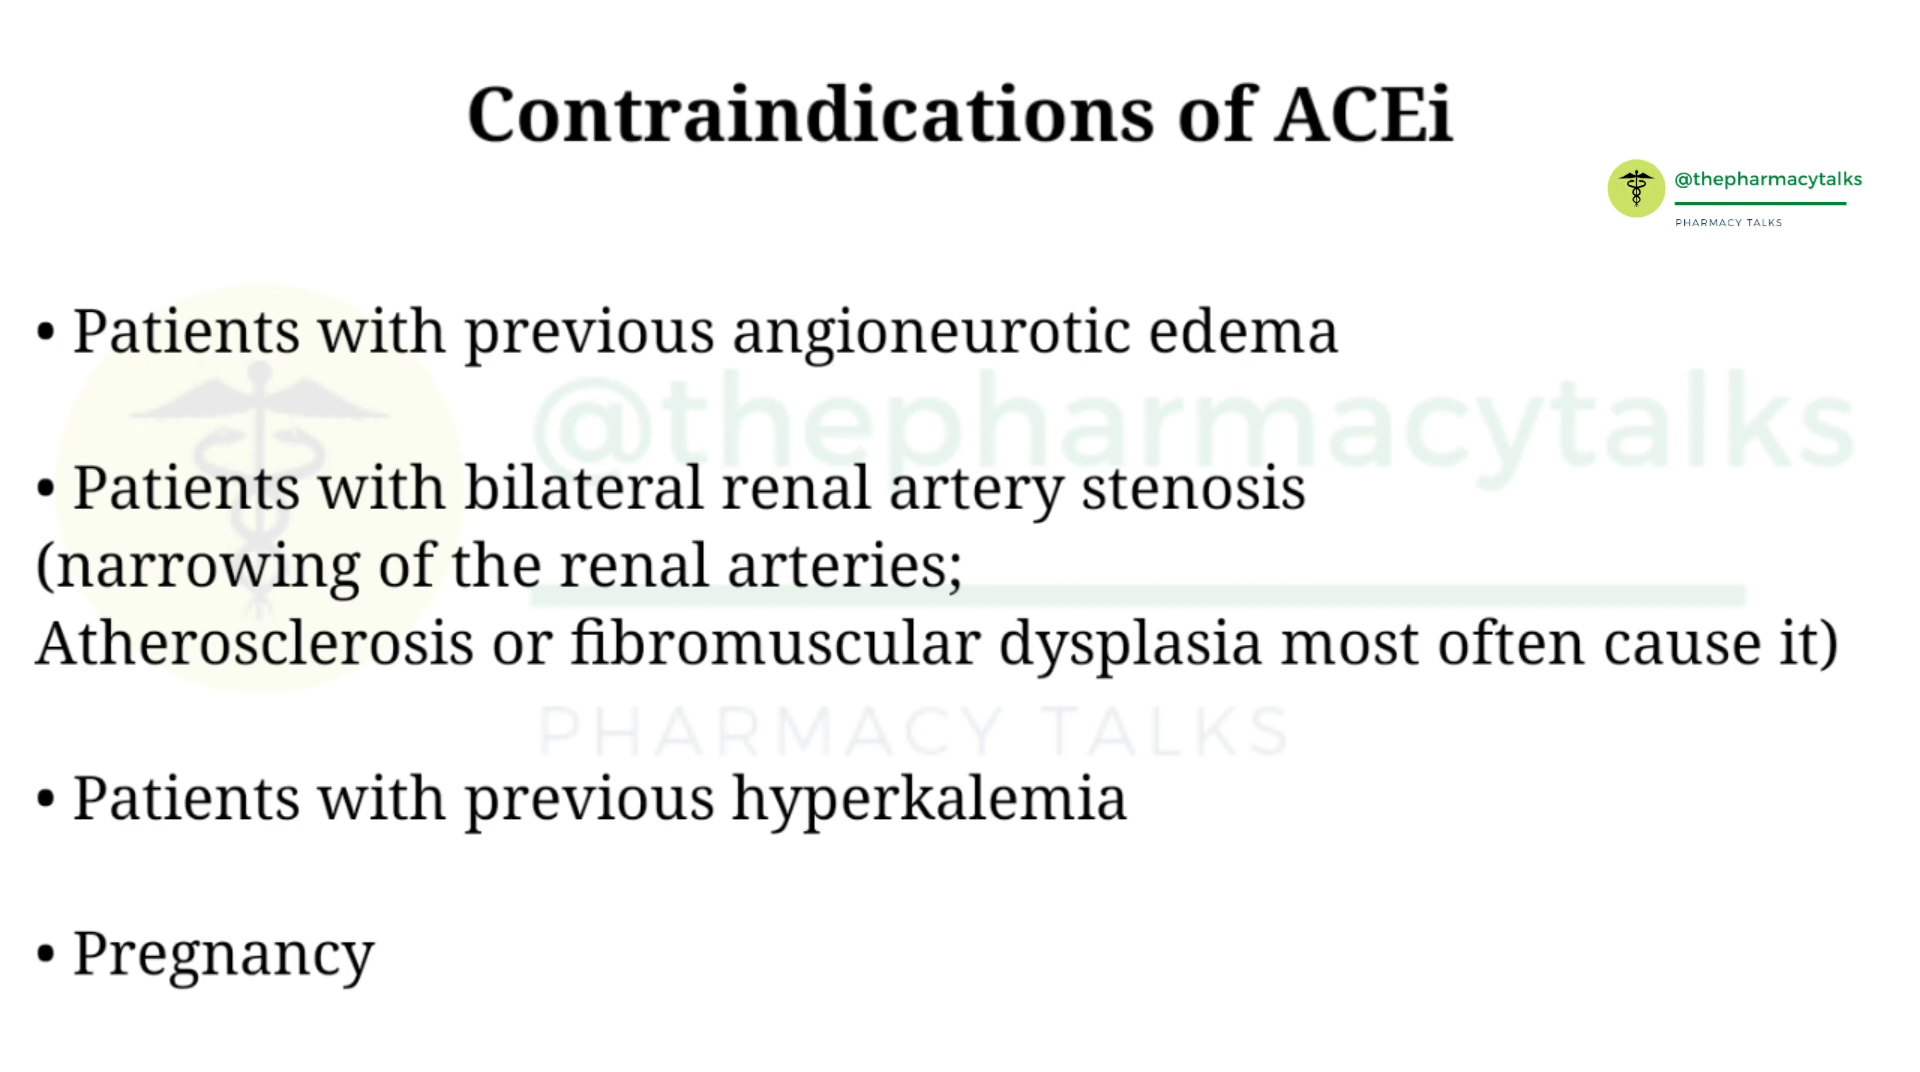 Contraindications of ACEi
@thepharmacytalks
PHARMACY TALKS
• Patients with previous angioneurotic edema
@thepharmacytalks
• Patients with bilateral renal artery stenosis
(narrowing of the renal arteries;
Atherosclerosis or fibromuscular dysplasia most often cause it)
PHARMACY TALKS
• Patients with previous hyperkalemia
• Pregnancy